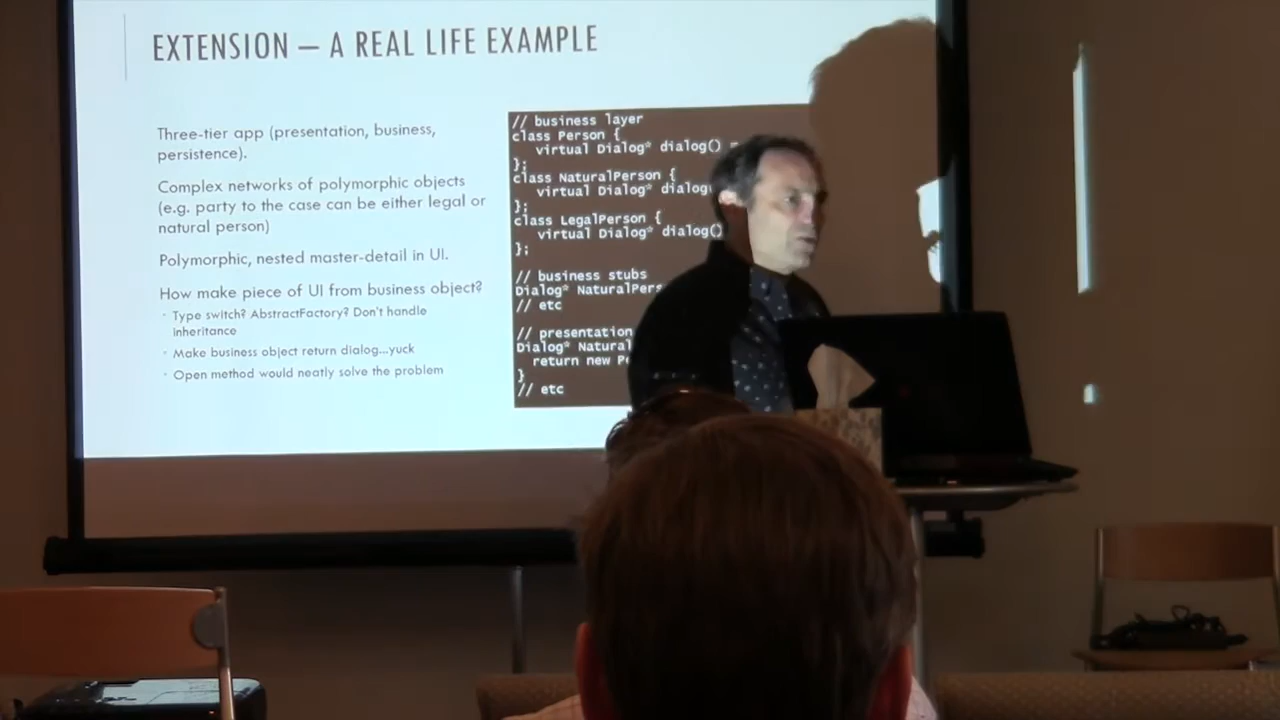 EXTENSION – A REAL LIFE EXAMPLE
Three-tier app (presentation, business,
persistence).
Complex networks of polymorphic objects
(e.g. party to the case can be either legal or
natural person)
Polymorphic, nested master-detail in UI.
How make piece of UI from business object?
Type switch? AbstractFactory? Don't handle
inheritance
Make business object return dialog...yuck
Open method would neatly solve the problem
// business layer
class Person {
virtual Dialog* dialog()
};
class NaturalPerson {
virtual Dialog*
};
class LegalPerson {
virtual Dialog* dialog()
};
// business stubs
Dialog*
// etc
// presentation
Dialog*
return new
}
// etc